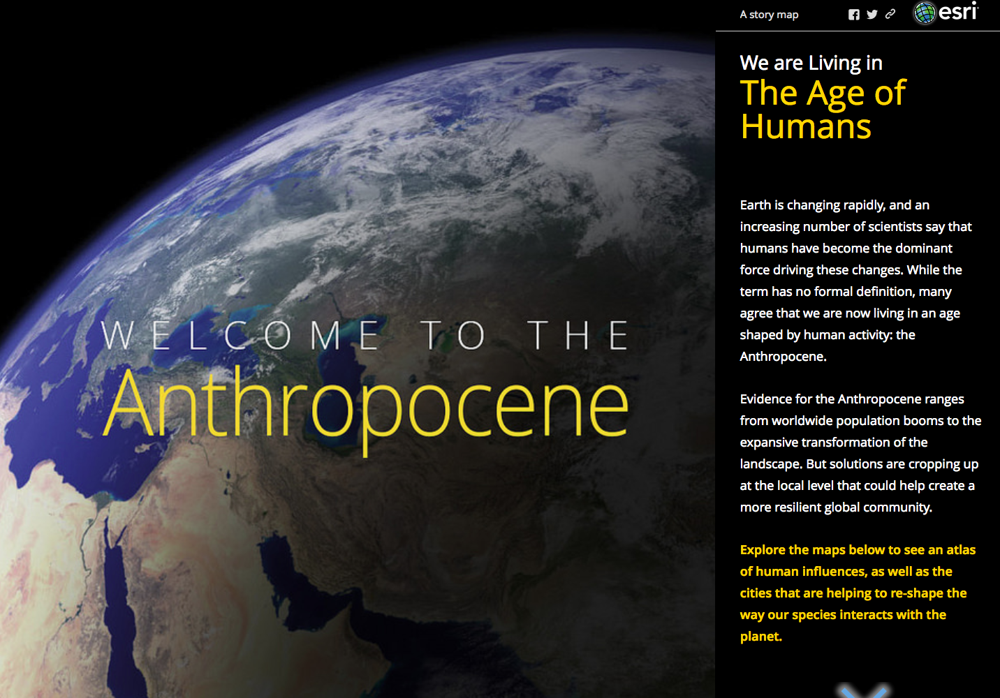 WELCOME TO THE
Anthropocene
A story map
esri
We are Living in
The Age of
Humans
Earth is changing rapidly, and an
increasing number of scientists say that
humans have become the dominant
force driving these changes. While the
term has no formal definition, many
agree that we are now living in an age
shaped by human activity: the
Anthropocene.
Evidence for the Anthropocene ranges
from worldwide population booms to the
expansive transformation of the
landscape. But solutions are cropping up
at the local level that could help create a
more resilient global community.
Explore the maps below to see an atlas
of human influences, as well as the
cities that are helping to re-shape the
way our species interacts with the
planet.